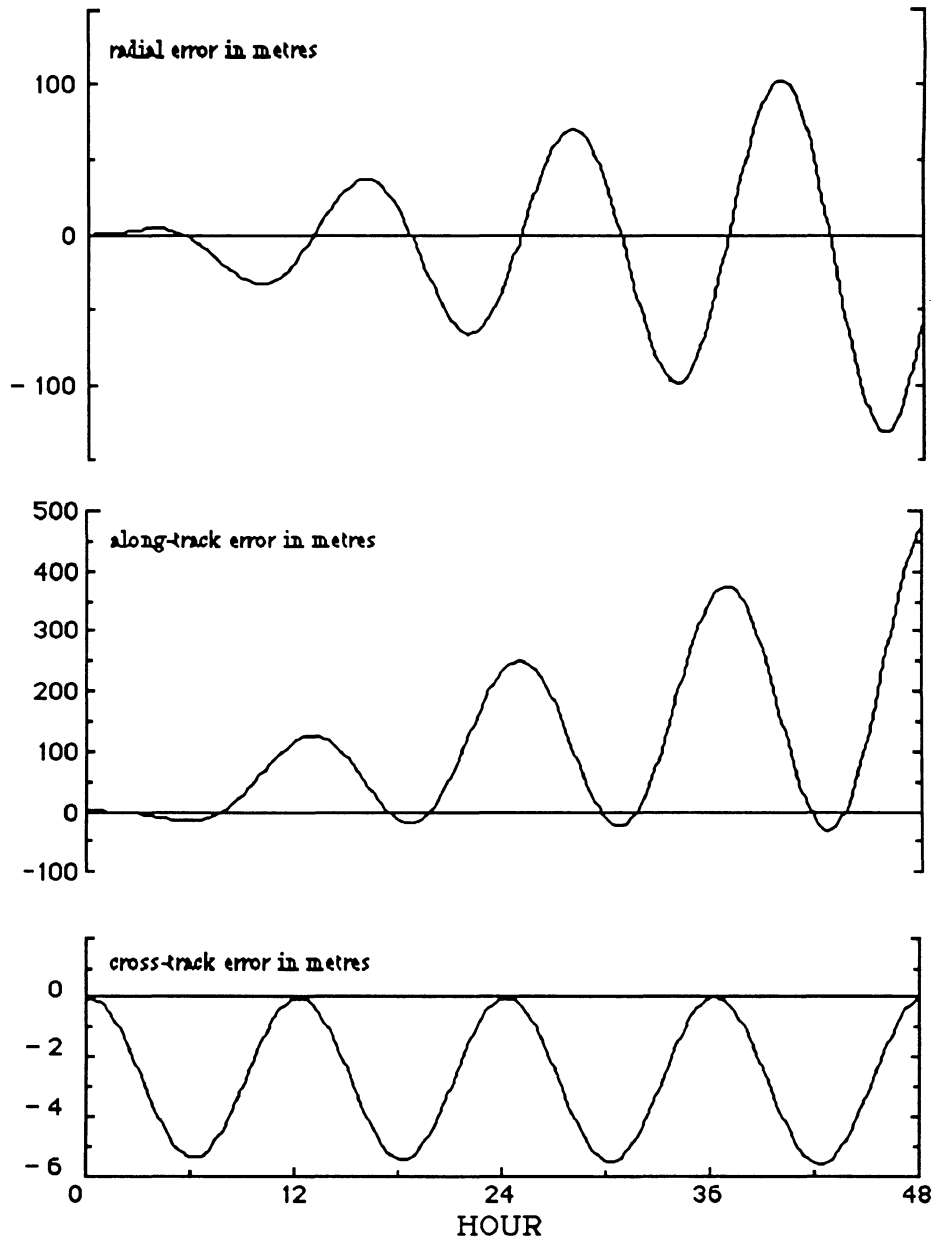 radial error in metres
100
0
- 100
500
along-track error in metres
400
300
200
100
0
-100
cross-track error in metres
0
-2
-4
-6
0 12 24 36 48
HOUR